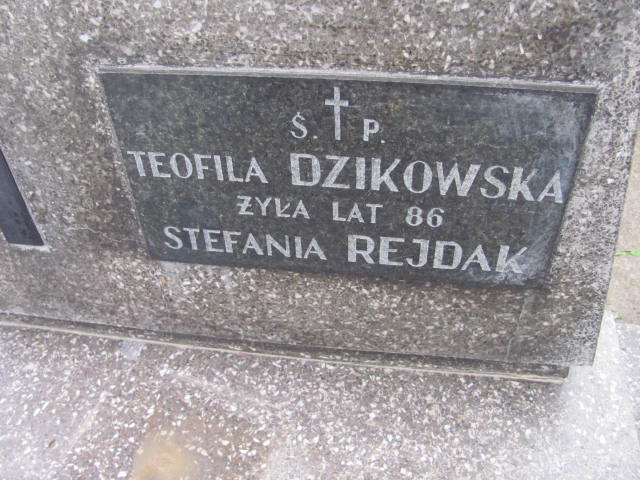 Ś. † P.
TEOFILA DZIKOWSKA
ŻYŁA LAT 86
STEFANIA REJDAK